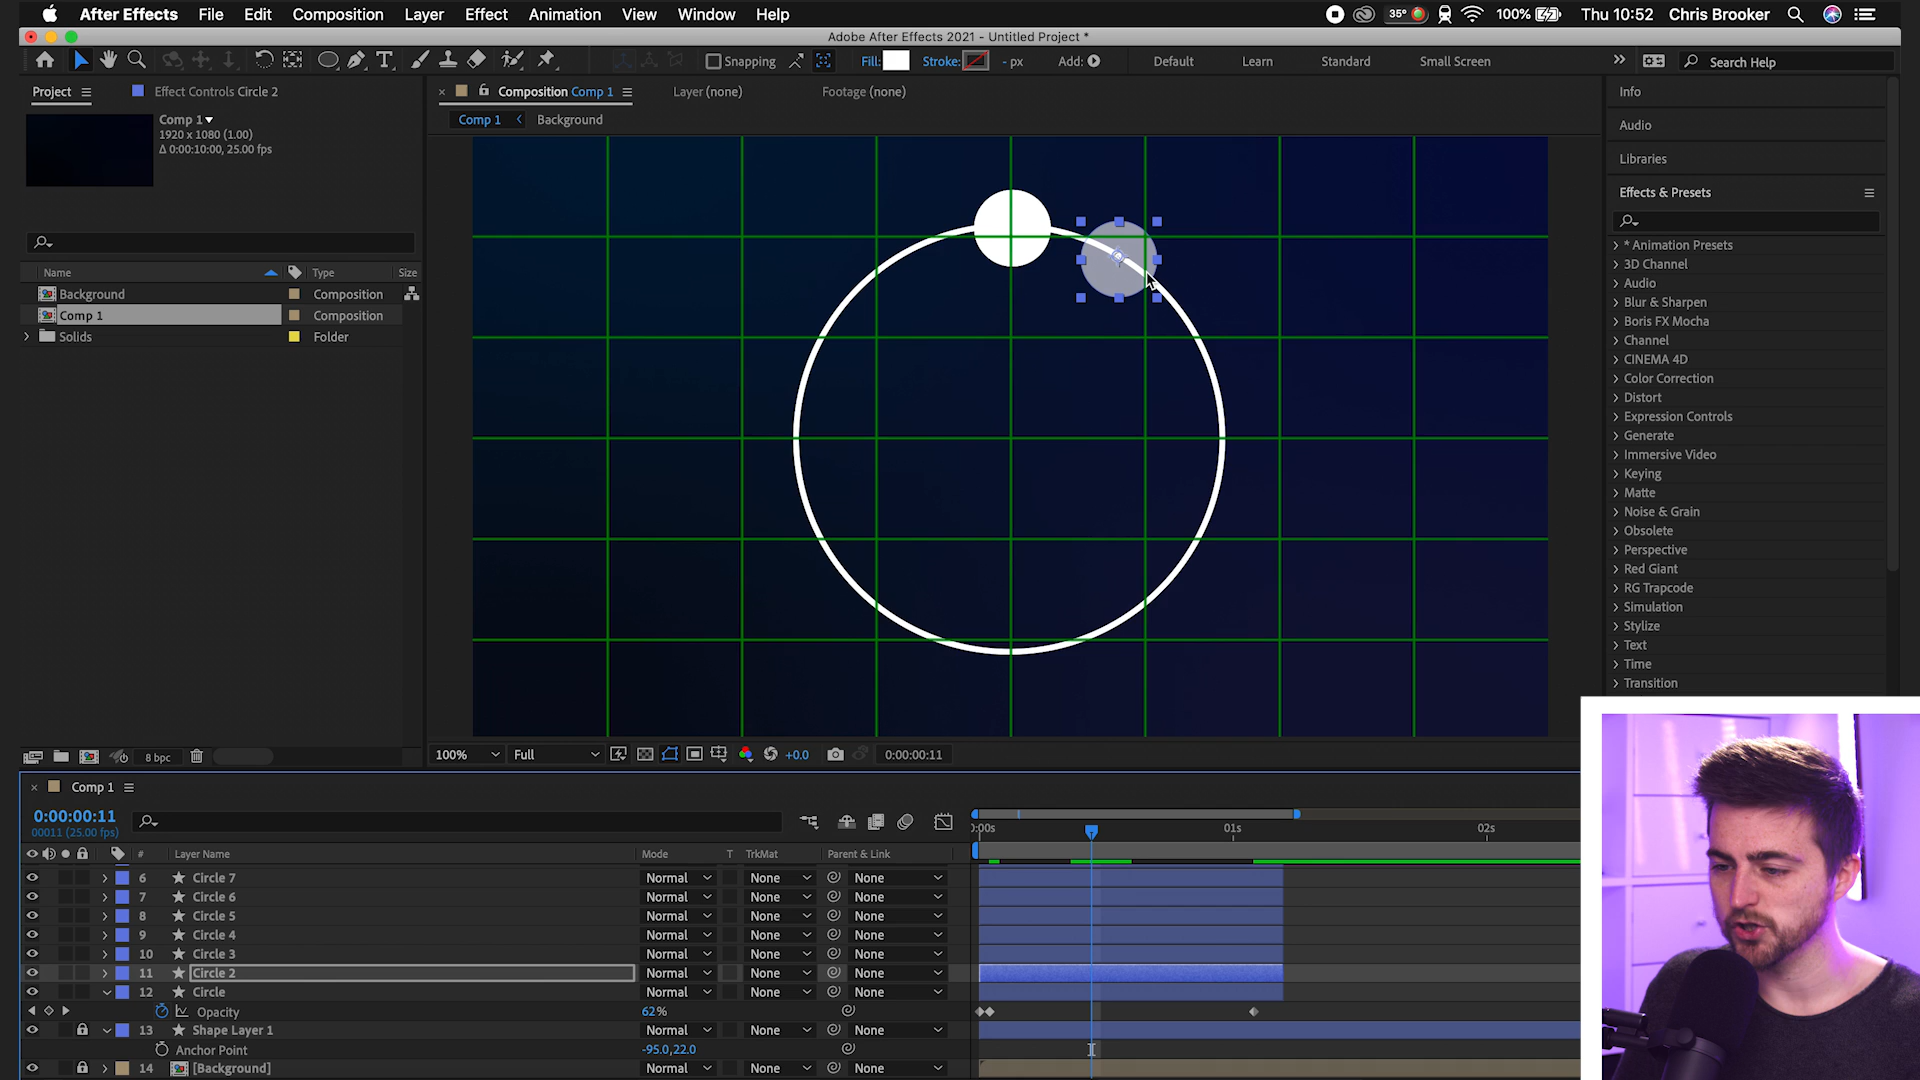 After Effects File Edit Composition Layer Effect Animation View Window Help 35° 100% Thu 10:52 Chris Brooker
Adobe After Effects 2021 - Untitled Project *
Snapping Fill: Stroke: - px Add: Default Learn Standard Small Screen Search Help
Project Effect Controls Circle 2
Composition Comp 1 Layer (none) Footage (none)
Comp 1 Background
Comp 1
1920 x 1080 (1.00)
Δ 0:00:10:00, 25.00 fps
Name Type Size
Background Composition
Comp 1 Composition
Solids Folder
8 bpc
100% Full +0.0 0:00:00:11
Info
Audio
Libraries
Effects & Presets
* Animation Presets
3D Channel
Audio
Blur & Sharpen
Boris FX Mocha
Channel
CINEMA 4D
Color Correction
Distort
Expression Controls
Generate
Immersive Video
Keying
Matte
Noise & Grain
Obsolete
Perspective
Red Giant
RG Trapcode
Simulation
Stylize
Text
Time
Transition
Comp 1
0:00:00:11
00011 (25.00 fps)
0:00s 01s 02s
# Layer Name Mode T TrkMat Parent & Link
6 Circle 7 Normal None None
7 Circle 6 Normal None None
8 Circle 5 Normal None None
9 Circle 4 Normal None None
10 Circle 3 Normal None None
11 Circle 2 Normal None None
12 Circle Normal None None
Opacity 62%
13 Shape Layer 1 Normal None None
Anchor Point -95.0,22.0
14 [Background] Normal None None